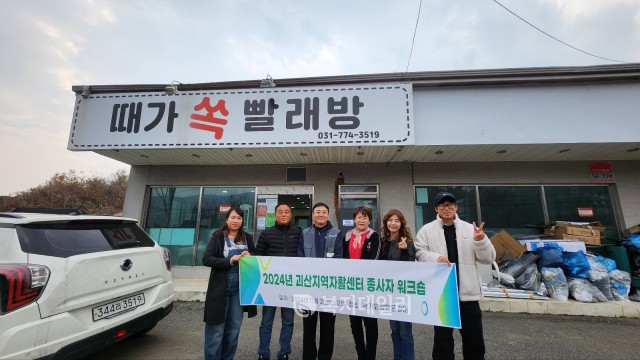 때가 쏙 빨래방
031-774-3519
2024년 괴산지역자활센터 종사자 워크숍
복지데일리
344러 3519